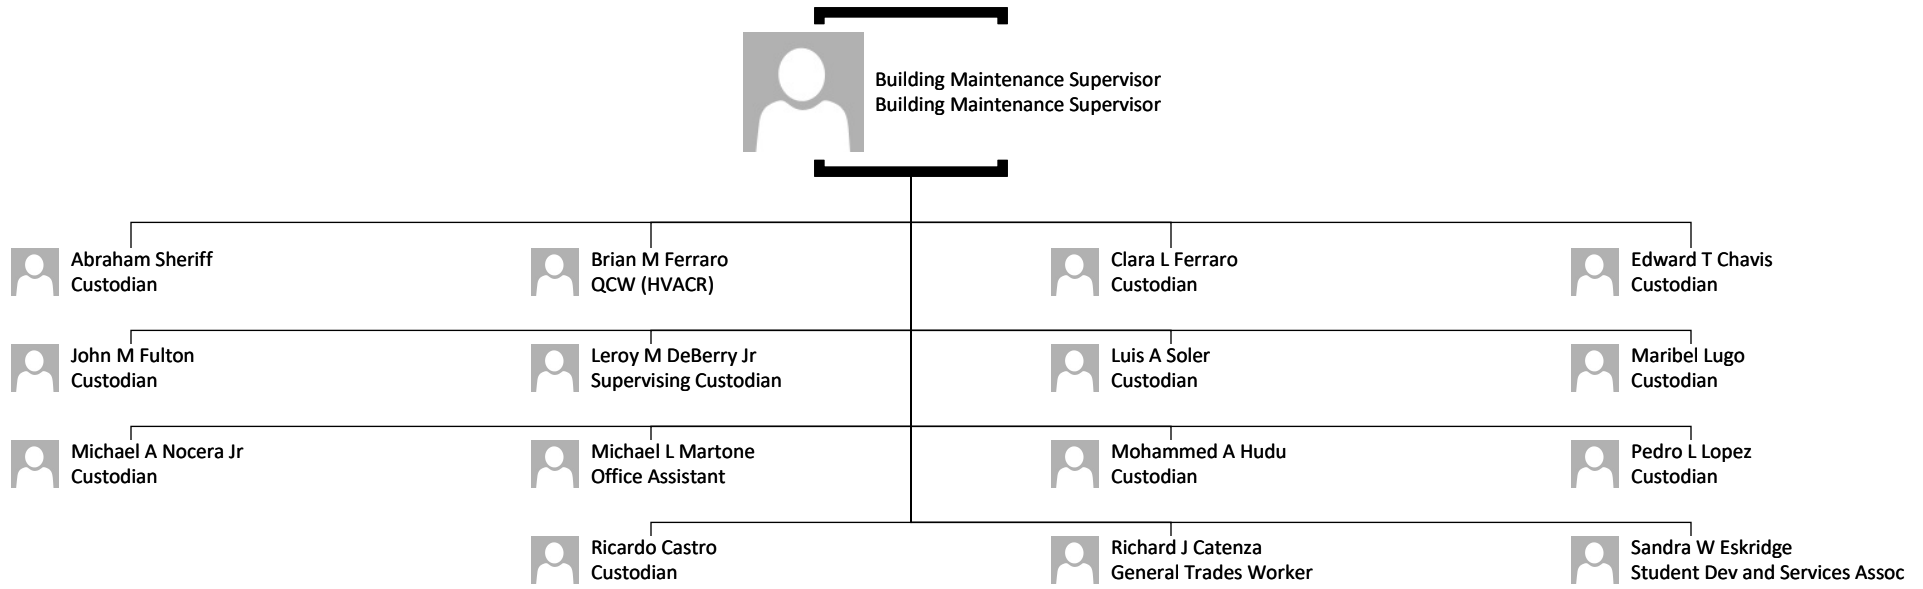 Building Maintenance Supervisor
Building Maintenance Supervisor
Abraham Sheriff
Custodian
Brian M Ferraro
QCW (HVACR)
Clara L Ferraro
Custodian
Edward T Chavis
Custodian
John M Fulton
Custodian
Leroy M DeBerry Jr
Supervising Custodian
Luis A Soler
Custodian
Maribel Lugo
Custodian
Michael A Nocera Jr
Custodian
Michael L Martone
Office Assistant
Mohammed A Hudu
Custodian
Pedro L Lopez
Custodian
Ricardo Castro
Custodian
Richard J Catenza
General Trades Worker
Sandra W Eskridge
Student Dev and Services Assoc